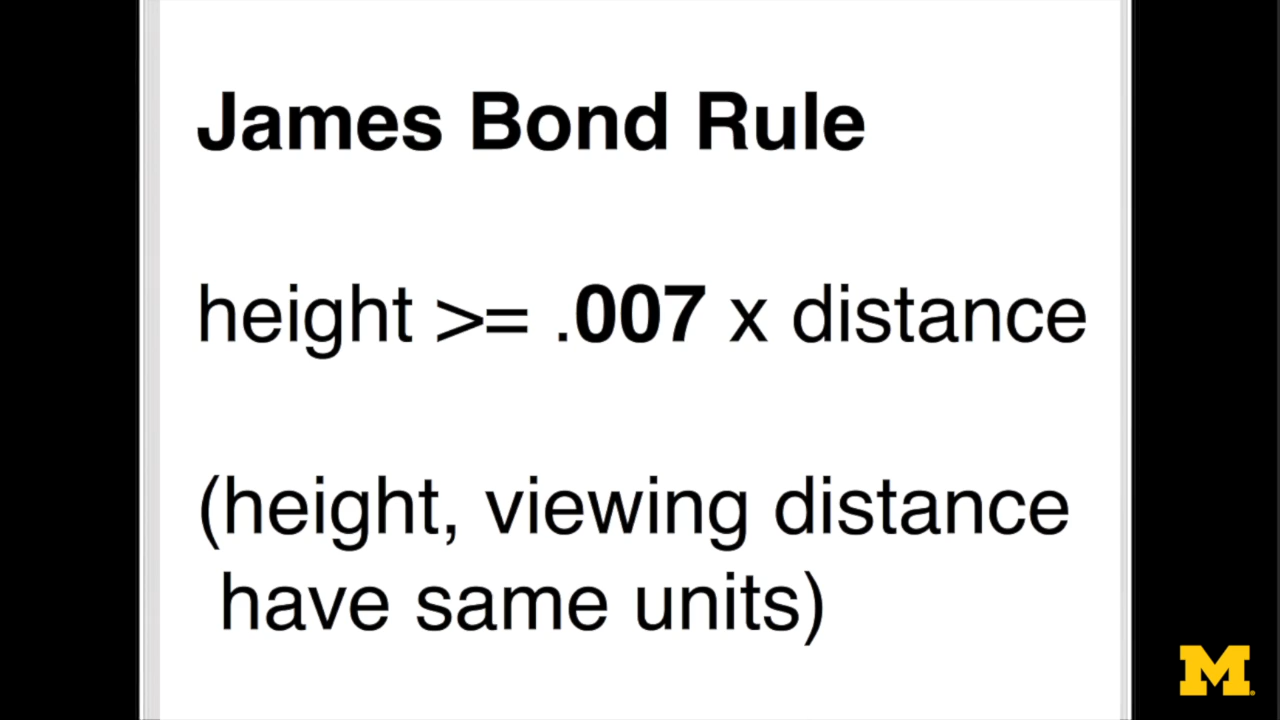 James Bond Rule
height >= .007 x distance
(height, viewing distance
have same units)
M